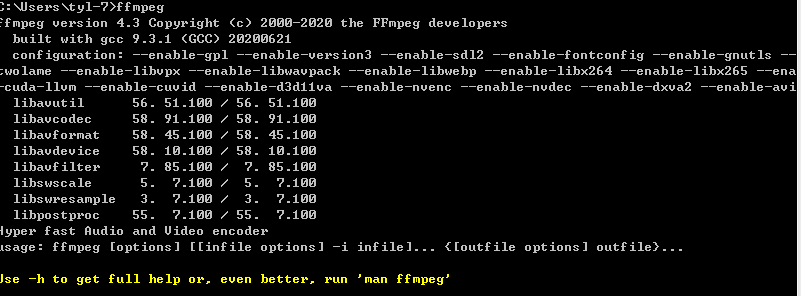 C:\Users\tyl-7>ffmpeg
ffmpeg version 4.3 Copyright (c) 2000-2020 the FFmpeg developers
built with gcc 9.3.1 (GCC) 20200621
configuration: --enable-gpl --enable-version3 --enable-sdl2 --enable-fontconfig --enable-gnutls --
twolame --enable-libvpx --enable-libwavpack --enable-libwebp --enable-libx264 --enable-libx265 --ena
-cuda-llvm --enable-cuvid --enable-d3d11va --enable-nvenc --enable-nvdec --enable-dxva2 --enable-avi
libavutil 56. 51.100 / 56. 51.100
libavcodec 58. 91.100 / 58. 91.100
libavformat 58. 45.100 / 58. 45.100
libavdevice 58. 10.100 / 58. 10.100
libavfilter 7. 85.100 / 7. 85.100
libswscale 5. 7.100 / 5. 7.100
libswresample 3. 7.100 / 3. 7.100
libpostproc 55. 7.100 / 55. 7.100
Hyper fast Audio and Video encoder
usage: ffmpeg [options] [[infile options] -i infile]... {[outfile options] outfile}...
Use -h to get full help or, even better, run 'man ffmpeg'